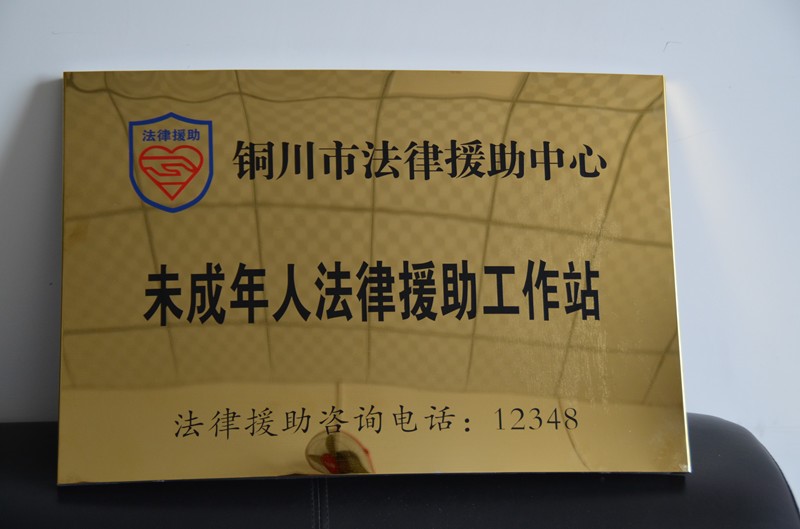 法律援助
铜川市法律援助中心
未成年人法律援助工作站
法律援助咨询电话：12348